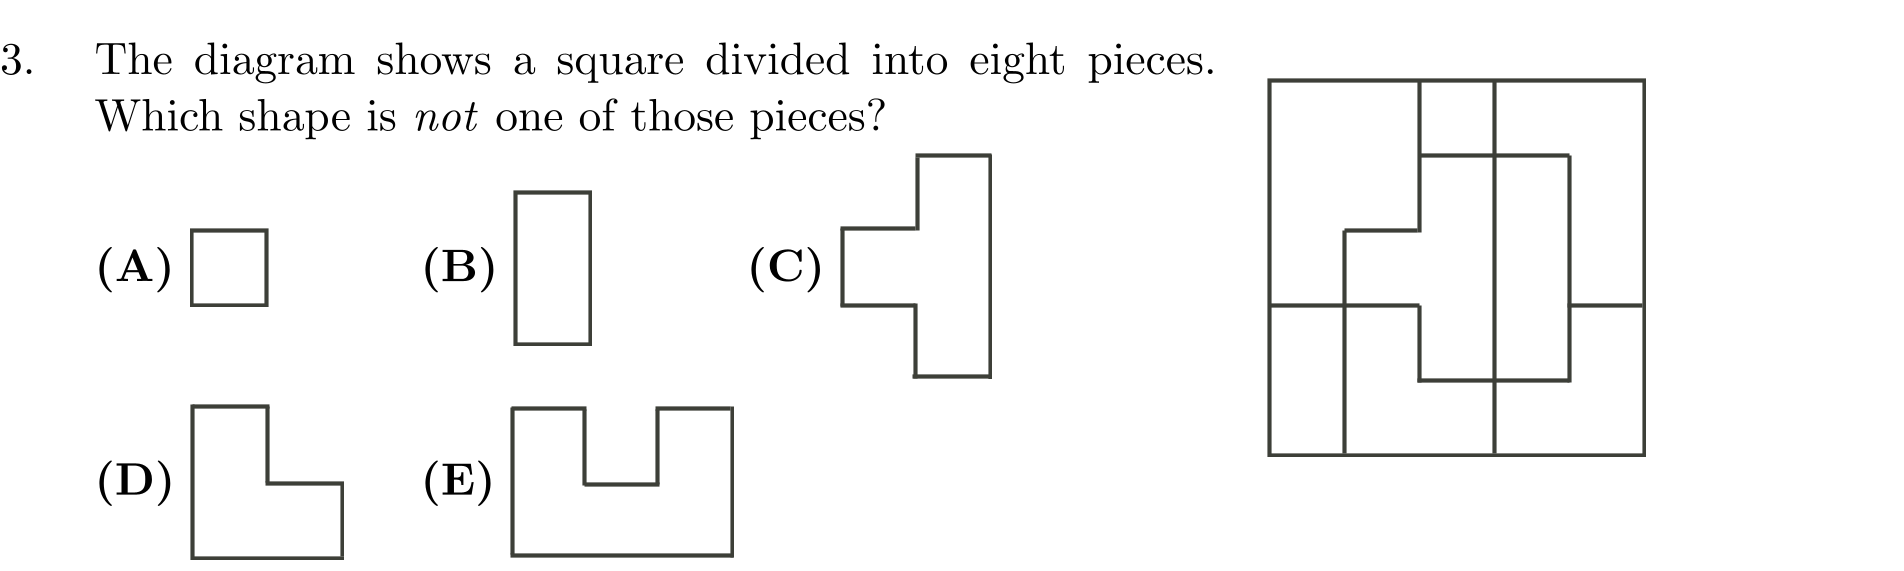 3. The diagram shows a square divided into eight pieces.
Which shape is not one of those pieces?
(A) (B) (C)
(D) (E)